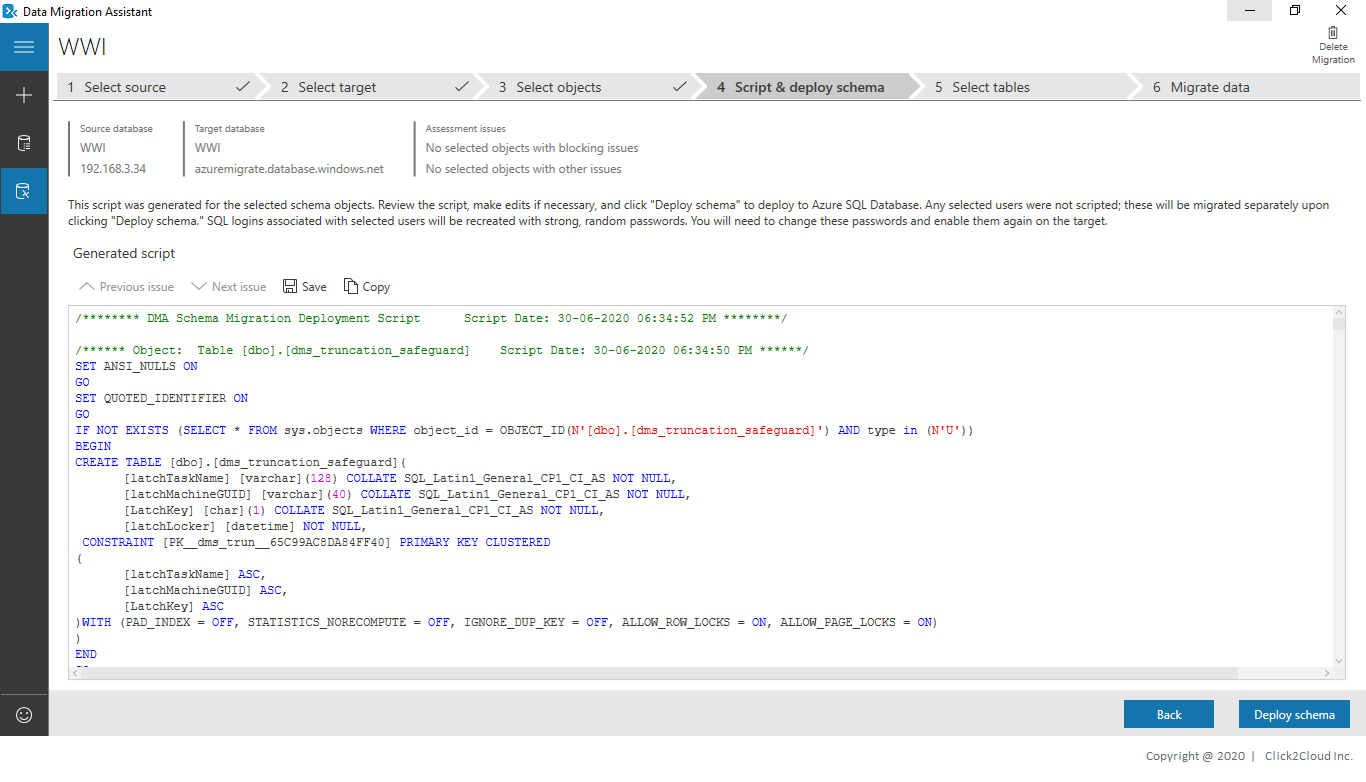 Data Migration Assistant
WWI
Delete
Migration
1 Select source
2 Select target
3 Select objects
4 Script & deploy schema
5 Select tables
6 Migrate data
Source database
WWI
192.168.3.34
Target database
WWI
azuremigrate.database.windows.net
Assessment issues
No selected objects with blocking issues
No selected objects with other issues
This script was generated for the selected schema objects. Review the script, make edits if necessary, and click "Deploy schema" to deploy to Azure SQL Database. Any selected users were not scripted; these will be migrated separately upon
clicking "Deploy schema." SQL logins associated with selected users will be recreated with strong, random passwords. You will need to change these passwords and enable them again on the target.
Generated script
Previous issue Next issue Save Copy
/******** DMA Schema Migration Deployment Script      Script Date: 30-06-2020 06:34:52 PM ********/
/****** Object:  Table [dbo].[dms_truncation_safeguard]    Script Date: 30-06-2020 06:34:50 PM ******/
SET ANSI_NULLS ON
GO
SET QUOTED_IDENTIFIER ON
GO
IF NOT EXISTS (SELECT * FROM sys.objects WHERE object_id = OBJECT_ID(N'[dbo].[dms_truncation_safeguard]') AND type in (N'U'))
BEGIN
CREATE TABLE [dbo].[dms_truncation_safeguard](
[latchTaskName] [varchar](128) COLLATE SQL_Latin1_General_CP1_CI_AS NOT NULL,
[latchMachineGUID] [varchar](40) COLLATE SQL_Latin1_General_CP1_CI_AS NOT NULL,
[LatchKey] [char](1) COLLATE SQL_Latin1_General_CP1_CI_AS NOT NULL,
[latchLocker] [datetime] NOT NULL,
CONSTRAINT [PK__dms_trun__65C99AC8DA84FF40] PRIMARY KEY CLUSTERED
(
[latchTaskName] ASC,
[latchMachineGUID] ASC,
[LatchKey] ASC
)WITH (PAD_INDEX = OFF, STATISTICS_NORECOMPUTE = OFF, IGNORE_DUP_KEY = OFF, ALLOW_ROW_LOCKS = ON, ALLOW_PAGE_LOCKS = ON)
)
END
Back
Deploy schema
Copyright @ 2020 | Click2Cloud Inc.